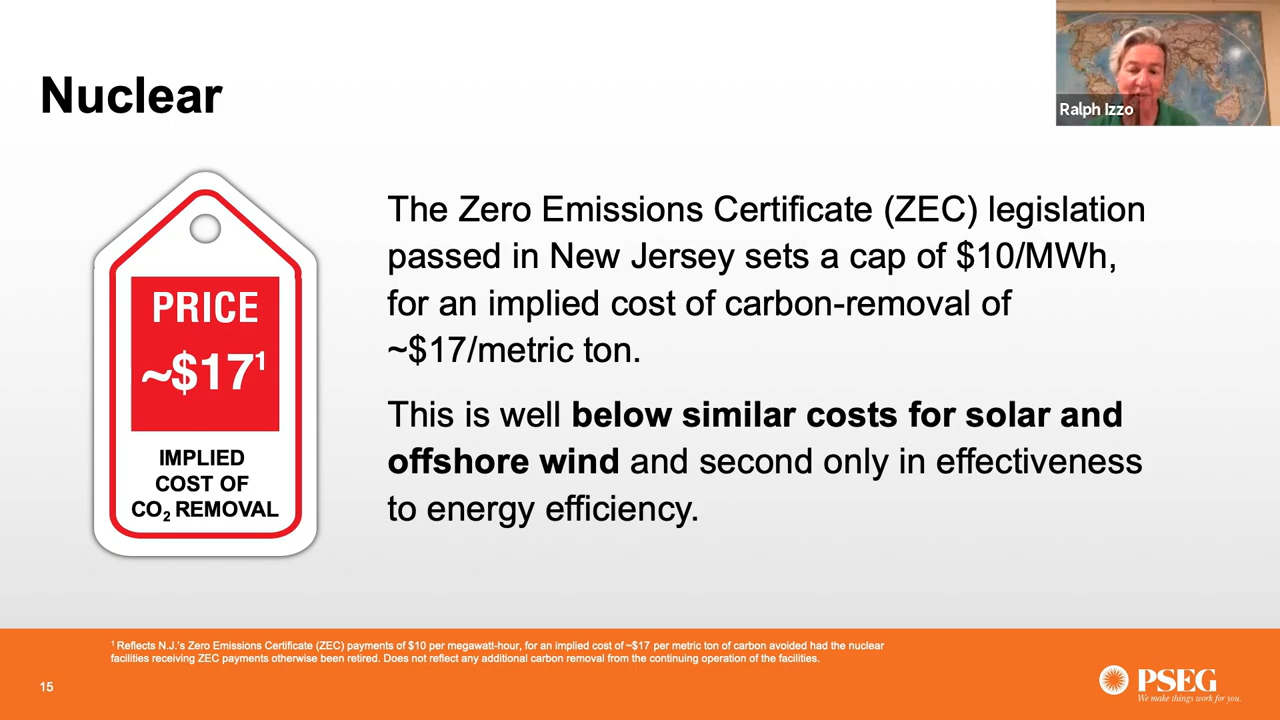 Nuclear
Ralph Izzo
PRICE
~$17¹
IMPLIED
COST OF
CO₂ REMOVAL
The Zero Emissions Certificate (ZEC) legislation
passed in New Jersey sets a cap of $10/MWh,
for an implied cost of carbon-removal of
~$17/metric ton.
This is well below similar costs for solar and
offshore wind and second only in effectiveness
to energy efficiency.
¹ Reflects N.J.'s Zero Emissions Certificate (ZEC) payments of $10 per megawatt-hour, for an implied cost of ~$17 per metric ton of carbon avoided had the nuclear
facilities receiving ZEC payments otherwise been retired. Does not reflect any additional carbon removal from the continuing operation of the facilities.
15
PSEG
We make things work for you.